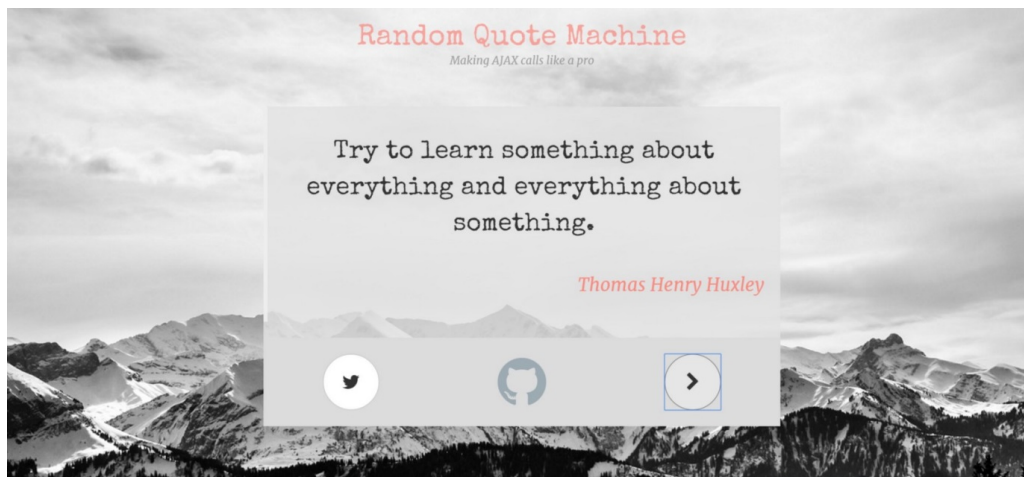 Random Quote Machine
Making AJAX calls like a pro
Try to learn something about
everything and everything about
something.
Thomas Henry Huxley